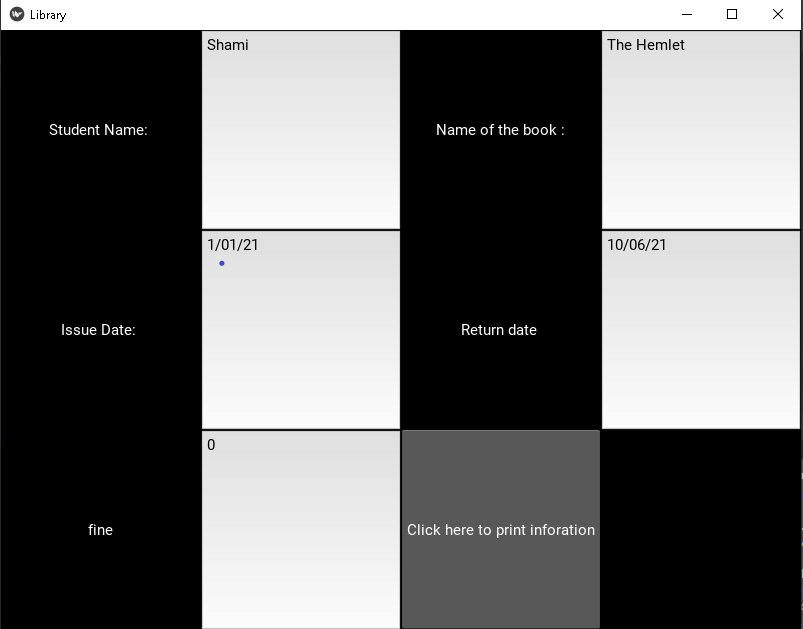 Library
Student Name:
Shami
Name of the book :
The Hemlet
Issue Date:
1/01/21
Return date
10/06/21
fine
0
Click here to print inforation